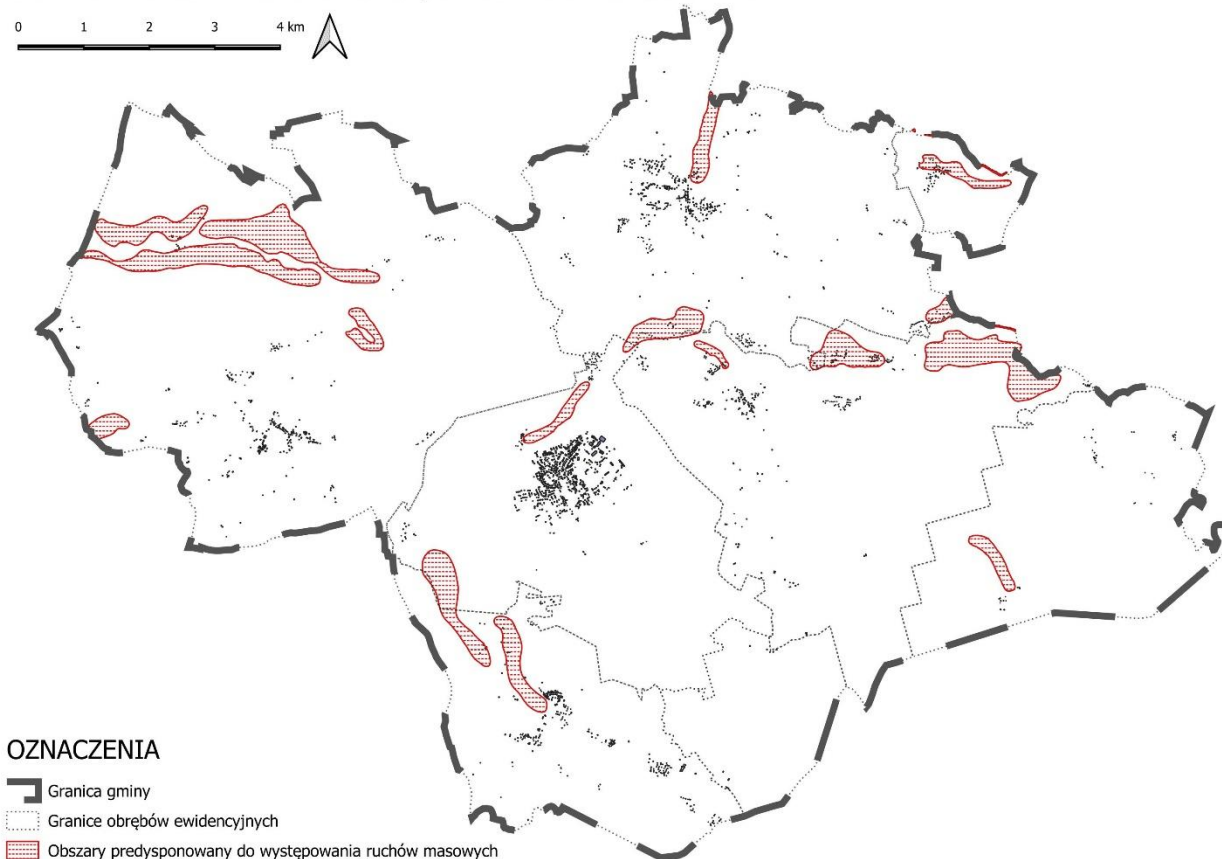 0 1 2 3 4 km
OZNACZENIA
Granica gminy
Granice obrębów ewidencyjnych
Obszary predysponowany do występowania ruchów masowych